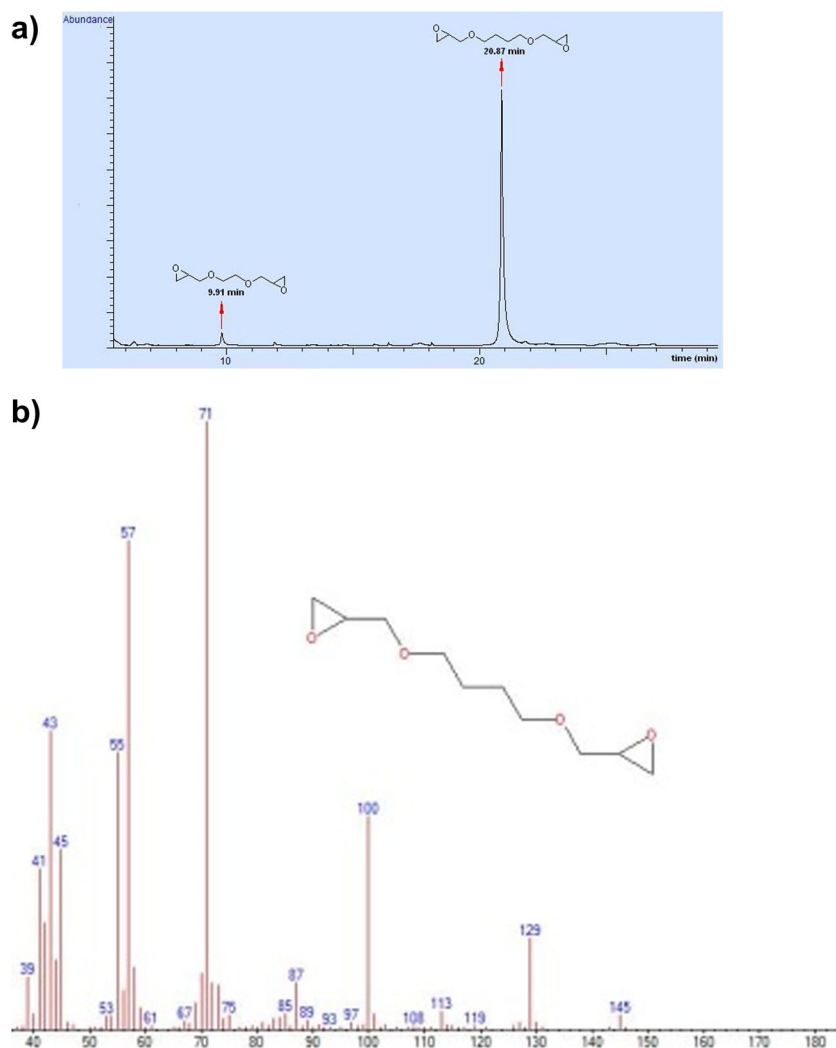 a)
Abundance
O
O
O
O
20.87 min
O
O
O
O
9.91 min
10
20
time (min)
b)
71
57
43
55
100
45
41
129
39
87
53
61
67
75
85
89
93
97
108
113
119
145
O
O
O
O
40 50 60 70 80 90 100 110 120 130 140 150 160 170 180